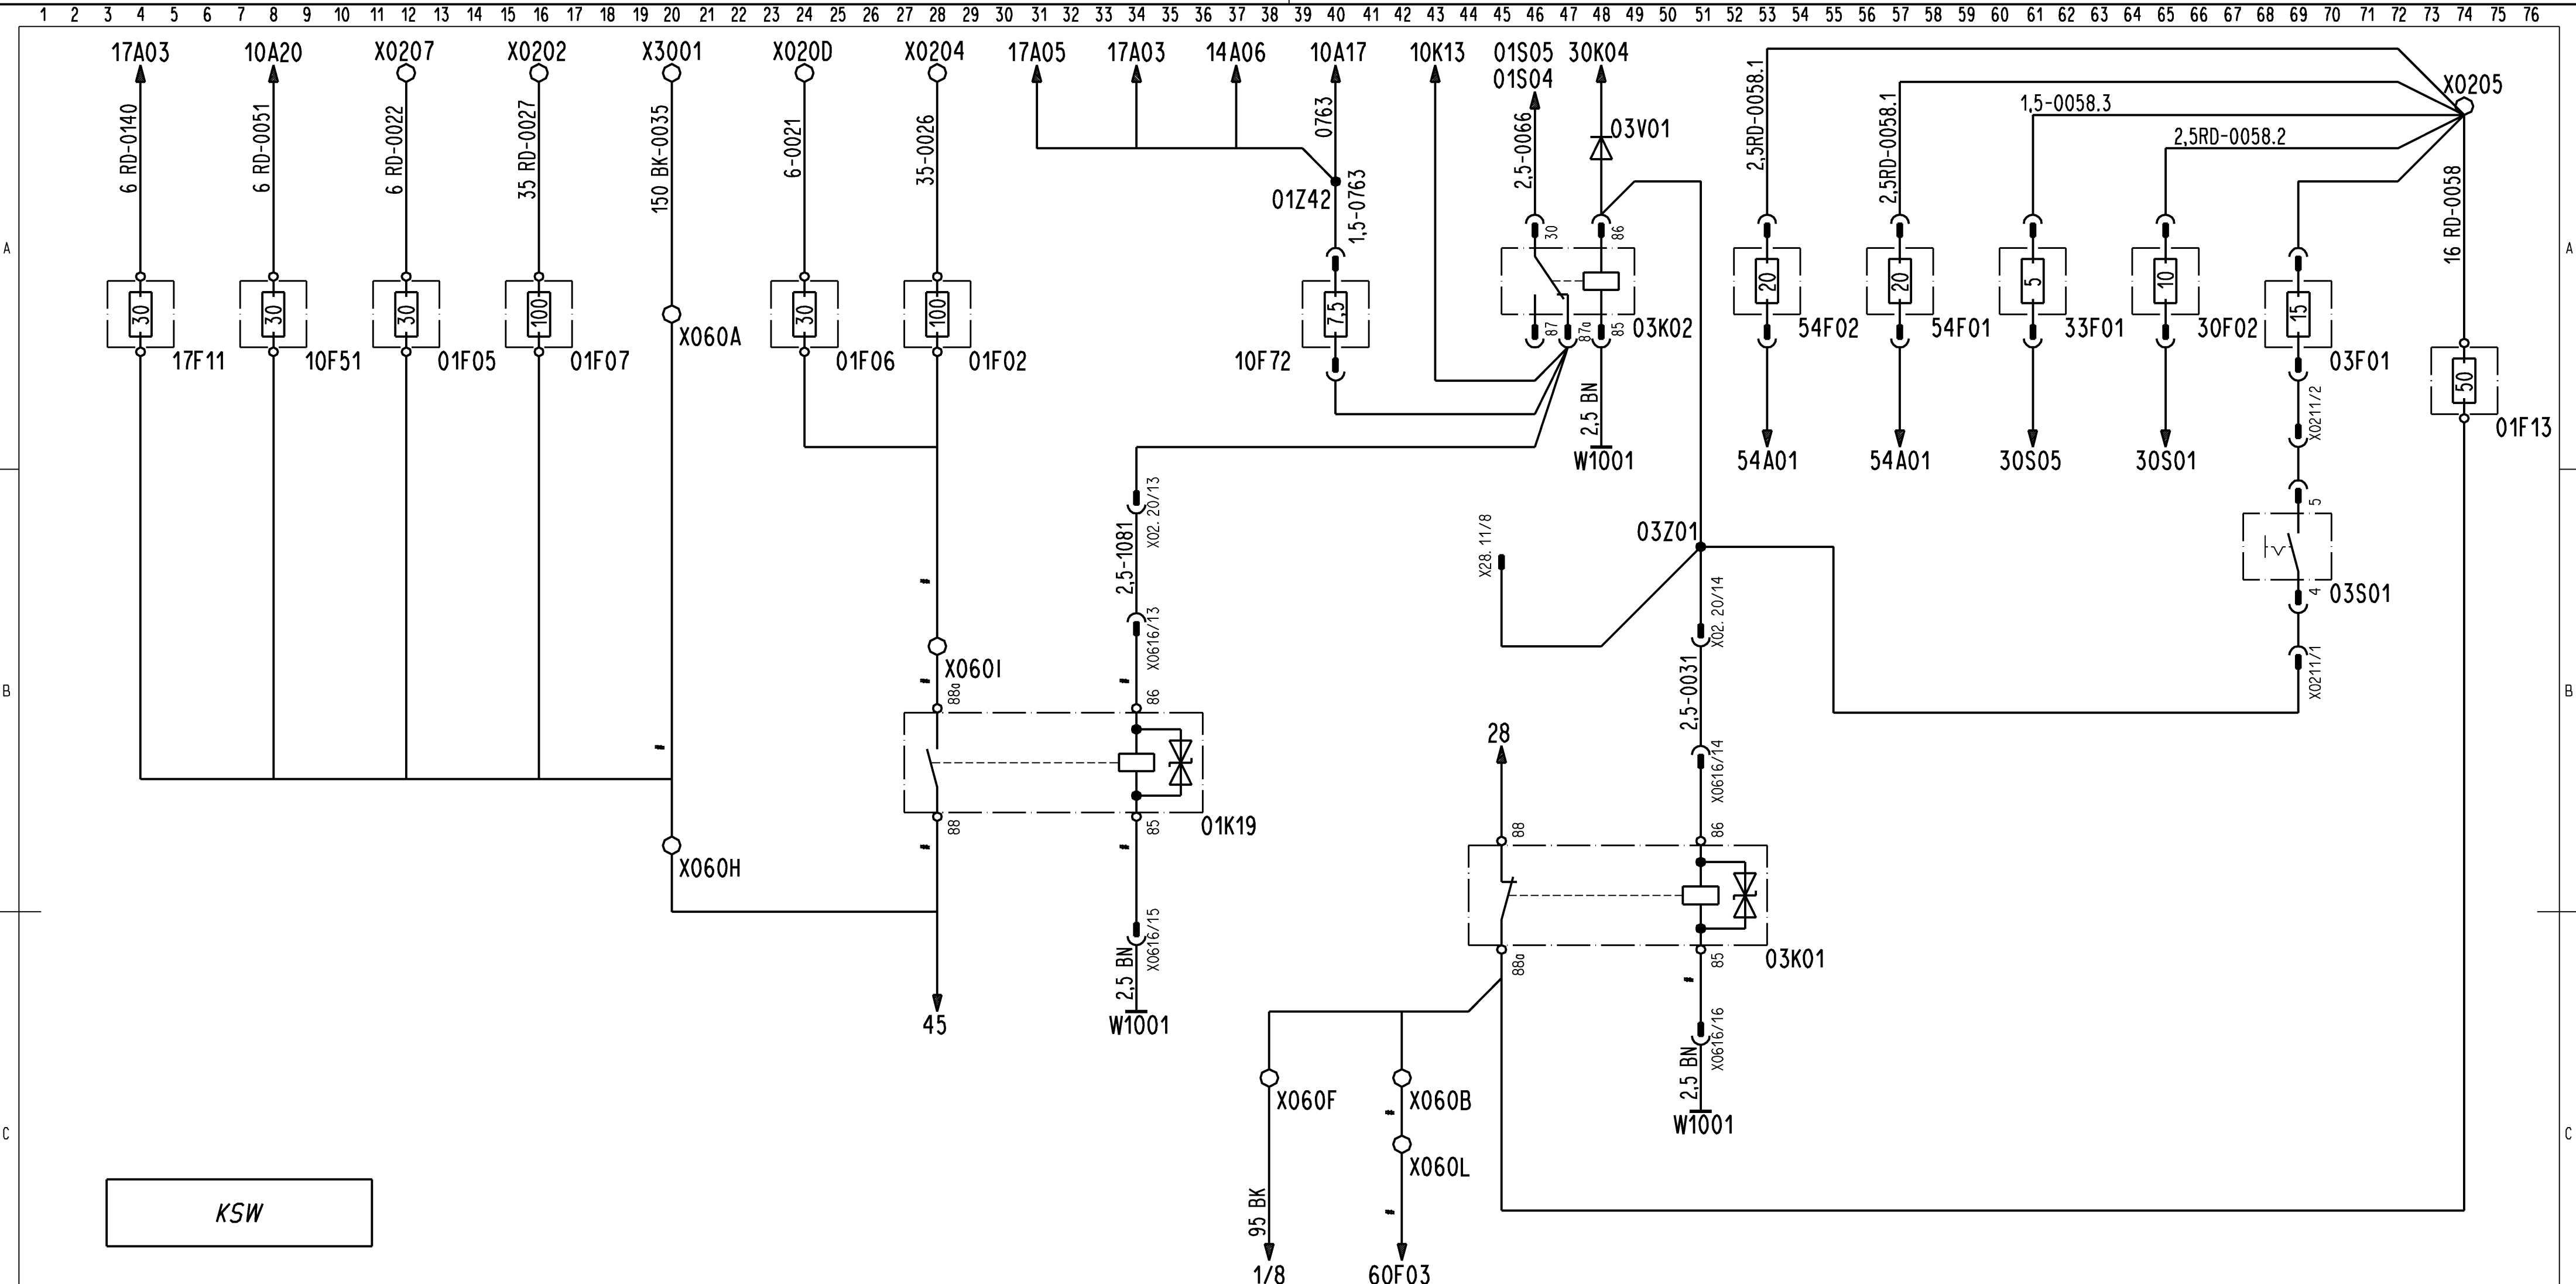 1 2 3 4 5 6 7 8 9 10 11 12 13 14 15 16 17 18 19 20 21 22 23 24 25 26 27 28 29 30 31 32 33 34 35 36 37 38 39 40 41 42 43 44 45 46 47 48 49 50 51 52 53 54 55 56 57 58 59 60 61 62 63 64 65 66 67 68 69 70 71 72 73 74 75 76
17A03 10A20 X0207 X0202 X3001 X020D X0204 17A05 17A03 14A06 10A17 10K13 01S05 30K04
01S04
X0205
6 RD-0140
6 RD-0051
6 RD-0022
35 RD-0027
150 BK-0035
6-0021
35-0026
0763
2,5-0066
03V01
2,5RD-0058.1
2,5RD-0058.1
1,5-0058.3
2,5RD-0058.2
16 RD-0058
01Z42
1,5-0763
A A
30 86
30 30 30 100 30 100 7,5 20 20 5 10 15 50
87 87a 85
17F11 10F51 01F05 01F07 X060A 01F06 01F02 10F72 03K02 54F02 54F01 33F01 30F02 03F01 01F13
2,5 BN
W1001
54A01 54A01 30S05 30S01
X0211/2
5
4
03S01
X0211/1
X02. 20/13
2,5-1081
X0616/13
X28. 11/8
03Z01
X02. 20/14
2,5-0031
X0616/14
B B
X060I
88a 86
88 85
01K19
X060H
28
88 86
88a 85
03K01
X0616/15
2,5 BN
W1001
45
X0616/16
2,5 BN
W1001
C C
X060F X060B
X060L
95 BK
KSW
1/8 60F03